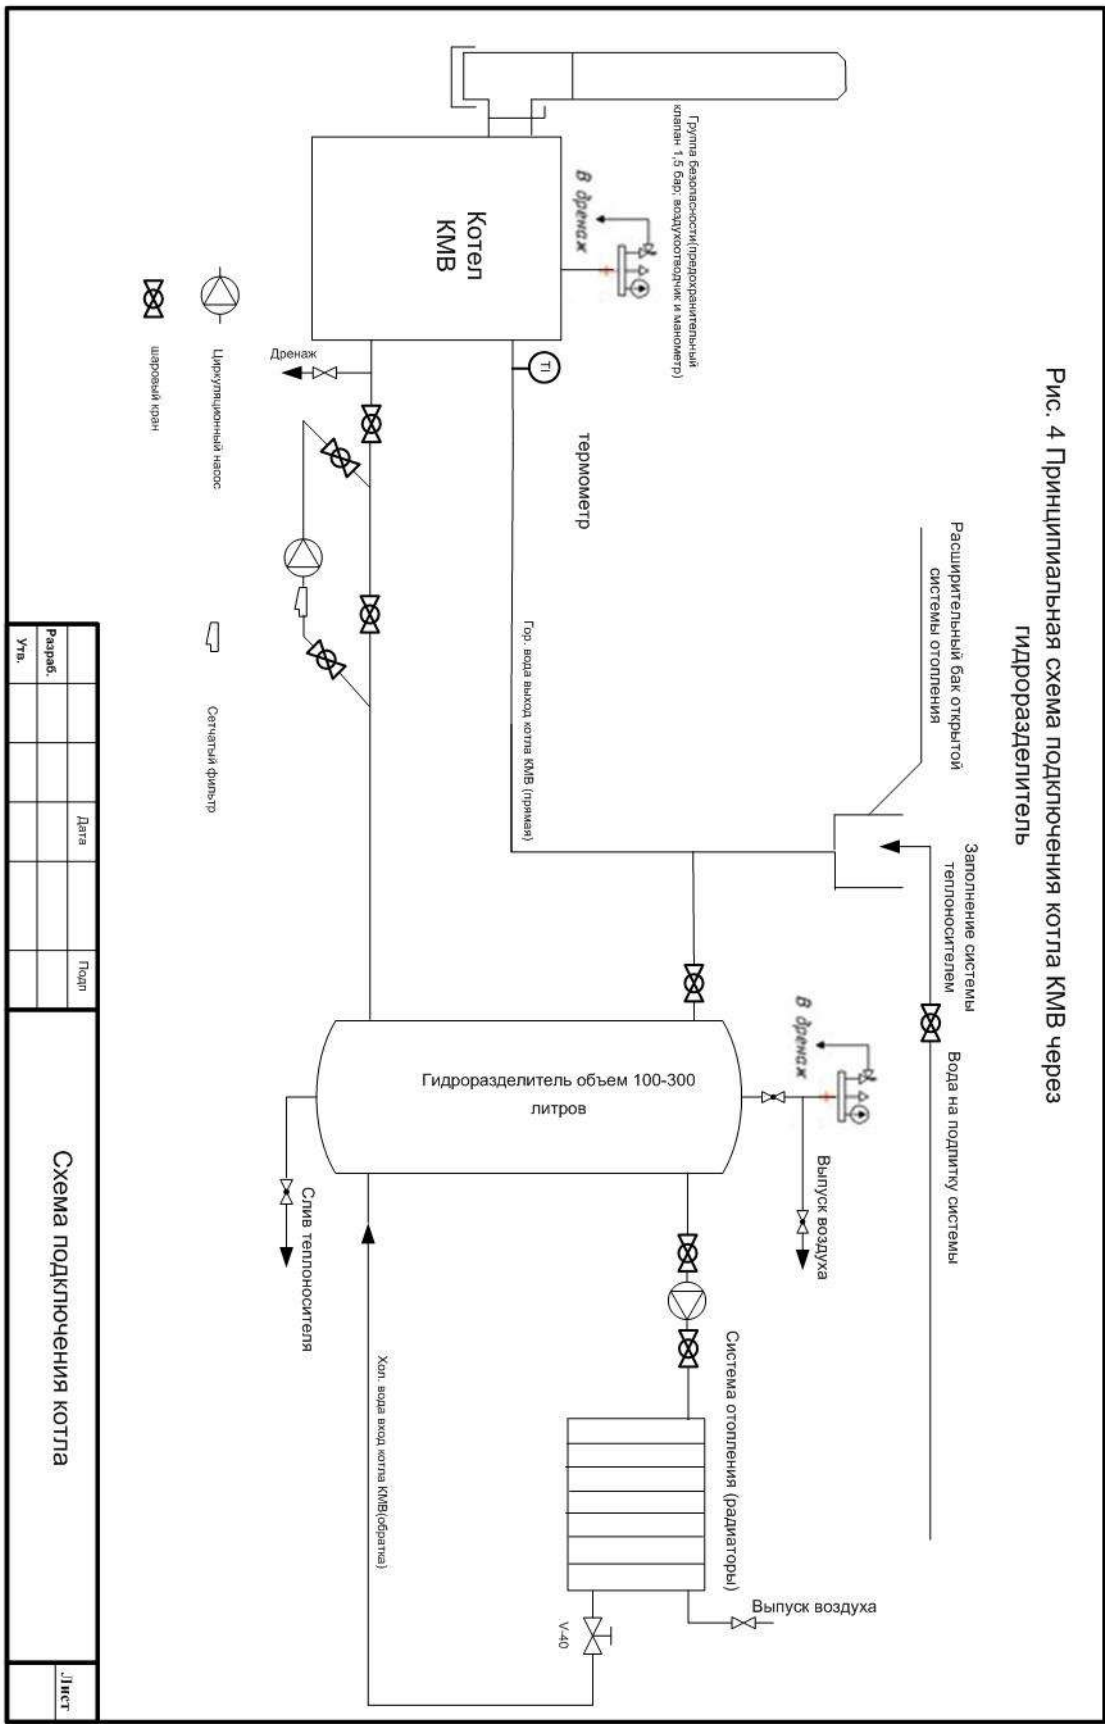 Рис. 4 Принципиальная схема подключения котла КМВ через
гидроразделитель
Расширительный бак открытой
системы отопления
Заполнение системы
теплоносителем
Вода на подпитку системы
Группа безопасности(предохранительный
клапан 1,5 бар; воздухоотводчик и манометр)
В дренаж
Котел
КМВ
TI
термометр
Гор. вода выход котла КМВ (прямая)
В дренаж
Выпуск воздуха
Гидроразделитель объем 100-300
литров
Система отопления (радиаторы)
Выпуск воздуха
V-40
Дренаж
Слив теплоносителя
Хол. вода вход котла КМВ(обратка)
Циркуляционный насос
шаровый кран
Сетчатый фильтр
Дата
Подп
Разраб.
Утв.
Схема подключения котла
Лист